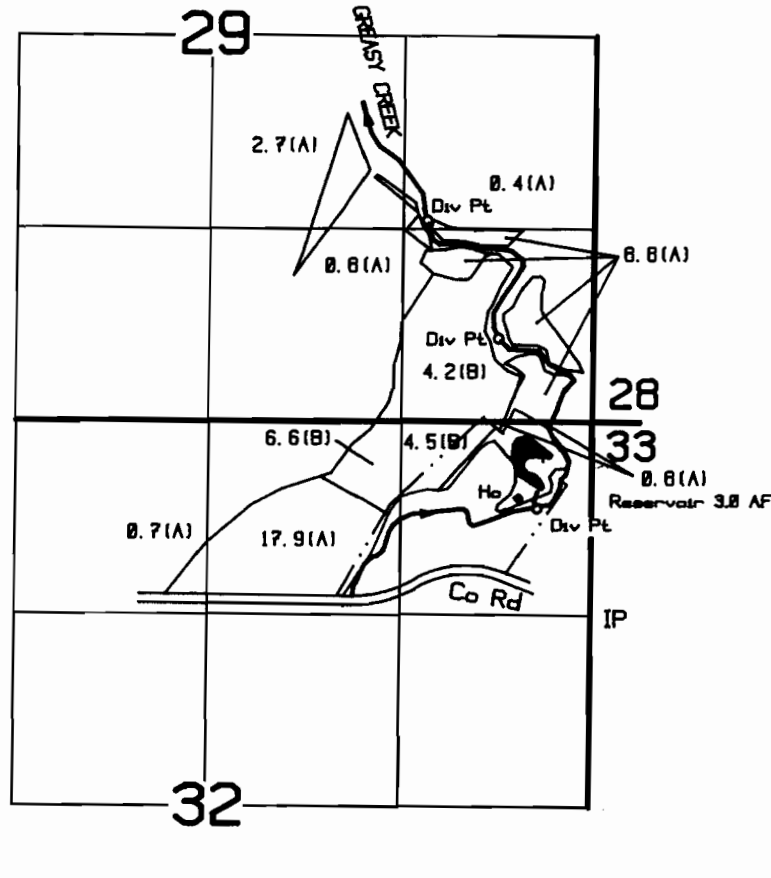 29
GREASY CREEK
2.7(A)
0.4(A)
Div Pt
0.8(A)
8.8(A)
Div Pt
4.2(B)
28
6.6(B)
4.5(B)
33
0.8(A)
Ho
Reservoir 3.0 AF
0.7(A)
17.9(A)
Div Pt
Co Rd
IP
32